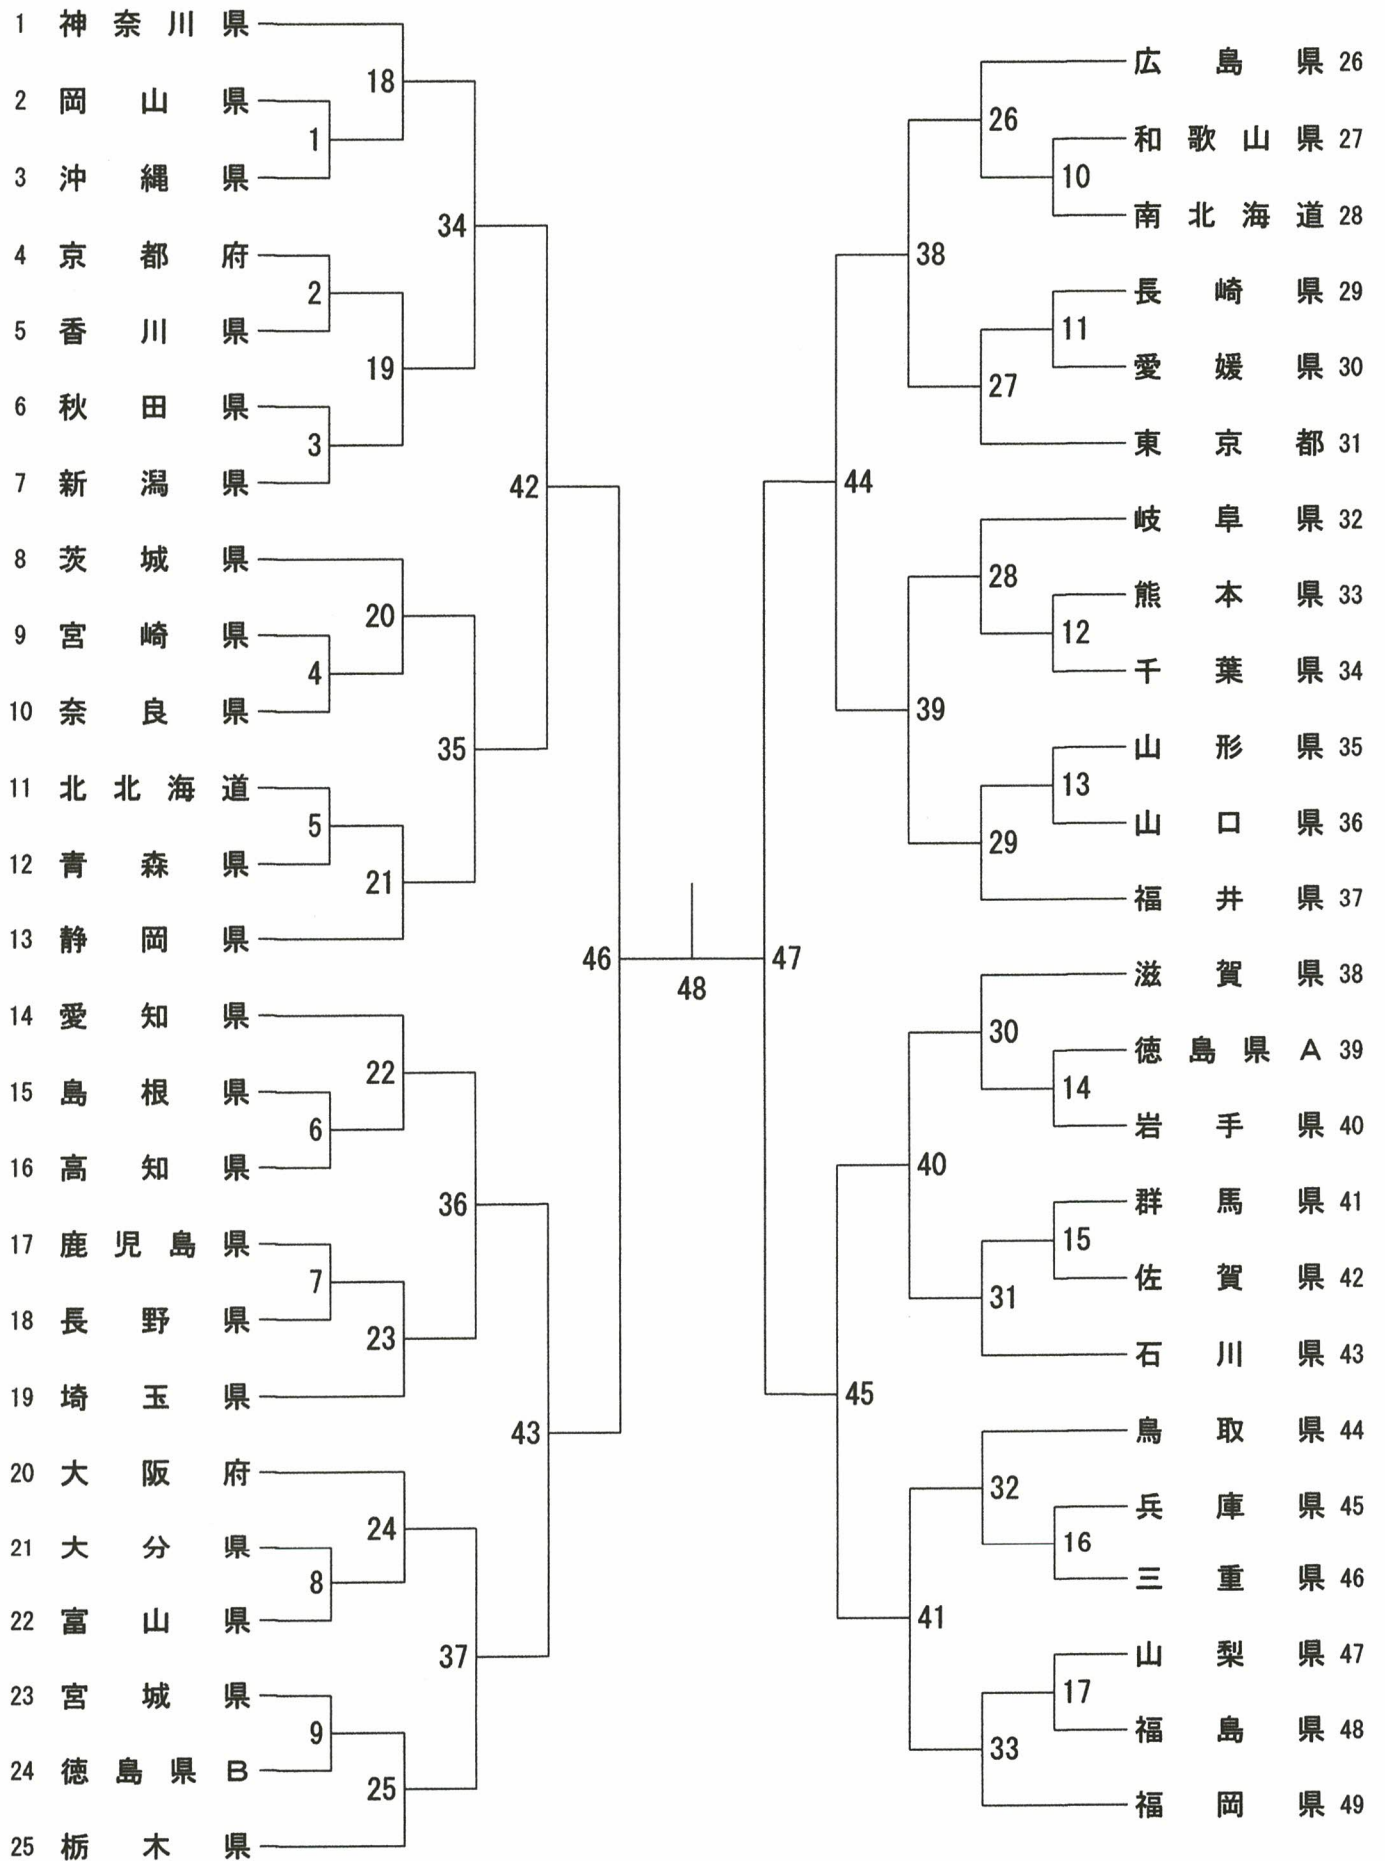 1 神奈川県
2 岡山県
3 沖縄県
4 京都府
5 香川県
6 秋田県
7 新潟県
8 茨城県
9 宮崎県
10 奈良県
11 北北海道
12 青森県
13 静岡県
14 愛知県
15 島根県
16 高知県
17 鹿児島県
18 長野県
19 埼玉県
20 大阪府
21 大分県
22 富山県
23 宮城県
24 徳島県B
25 栃木県
1
2
3
4
5
6
7
8
9
18
19
20
21
22
23
24
25
34
35
36
37
42
43
46
48
47
44
45
38
39
40
41
26
27
28
29
30
31
32
33
10
11
12
13
14
15
16
17
広島県 26
和歌山県 27
南北海道 28
長崎県 29
愛媛県 30
東京都 31
岐阜県 32
熊本県 33
千葉県 34
山形県 35
山口県 36
福井県 37
滋賀県 38
徳島県A 39
岩手県 40
群馬県 41
佐賀県 42
石川県 43
鳥取県 44
兵庫県 45
三重県 46
山梨県 47
福島県 48
福岡県 49